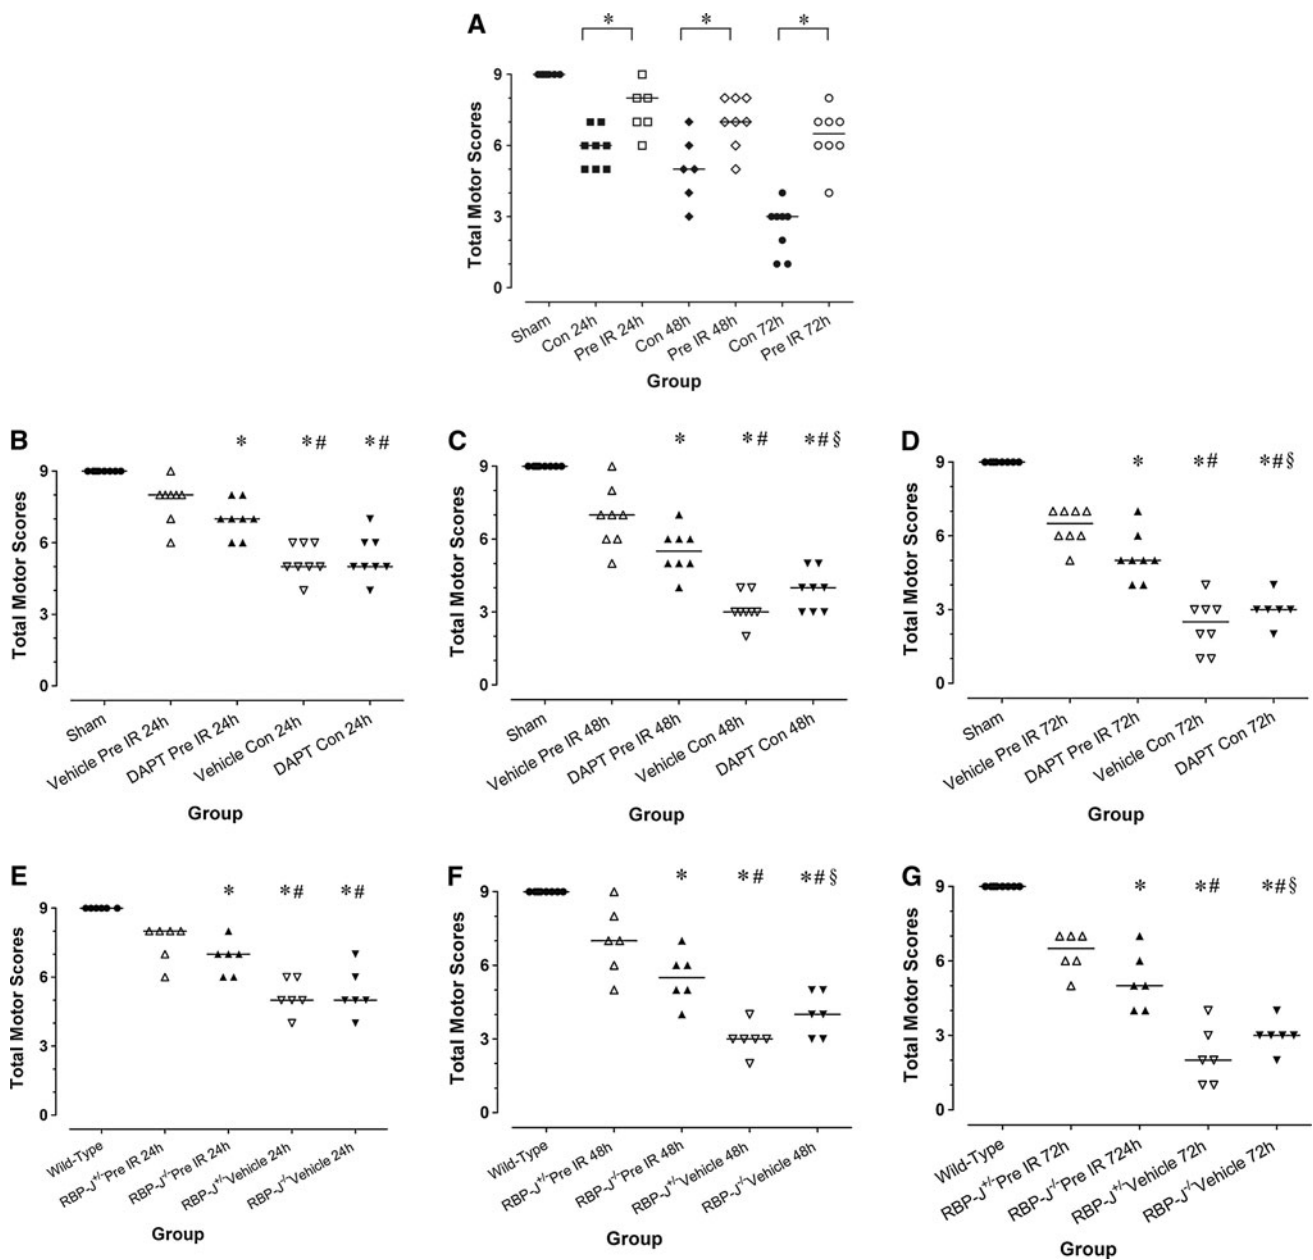 A
* * *
Total Motor Scores
9
6
3
0
Sham
Con 24h
Pre IR 24h
Con 48h
Pre IR 48h
Con 72h
Pre IR 72h
Group
B
* *# *#
Total Motor Scores
9
6
3
0
Sham
Vehicle Pre IR 24h
DAPT Pre IR 24h
Vehicle Con 24h
DAPT Con 24h
Group
C
* *# *#§
Total Motor Scores
9
6
3
0
Sham
Vehicle Pre IR 48h
DAPT Pre IR 48h
Vehicle Con 48h
DAPT Con 48h
Group
D
* *# *#§
Total Motor Scores
9
6
3
0
Sham
Vehicle Pre IR 72h
DAPT Pre IR 72h
Vehicle Con 72h
DAPT Con 72h
Group
E
* *# *#
Total Motor Scores
9
6
3
0
Wild-Type
RBP-J+/-Pre IR 24h
RBP-J-/-Pre IR 24h
RBP-J+/-Vehicle 24h
RBP-J-/-Vehicle 24h
Group
F
* *# *#§
Total Motor Scores
9
6
3
0
Wild-Type
RBP-J+/-Pre IR 48h
RBP-J-/-Pre IR 48h
RBP-J+/-Vehicle 48h
RBP-J-/-Vehicle 48h
Group
G
* *# *#§
Total Motor Scores
9
6
3
0
Wild-Type
RBP-J+/-Pre IR 72h
RBP-J-/-Pre IR 724h
RBP-J+/-Vehicle 72h
RBP-J-/-Vehicle 72h
Group